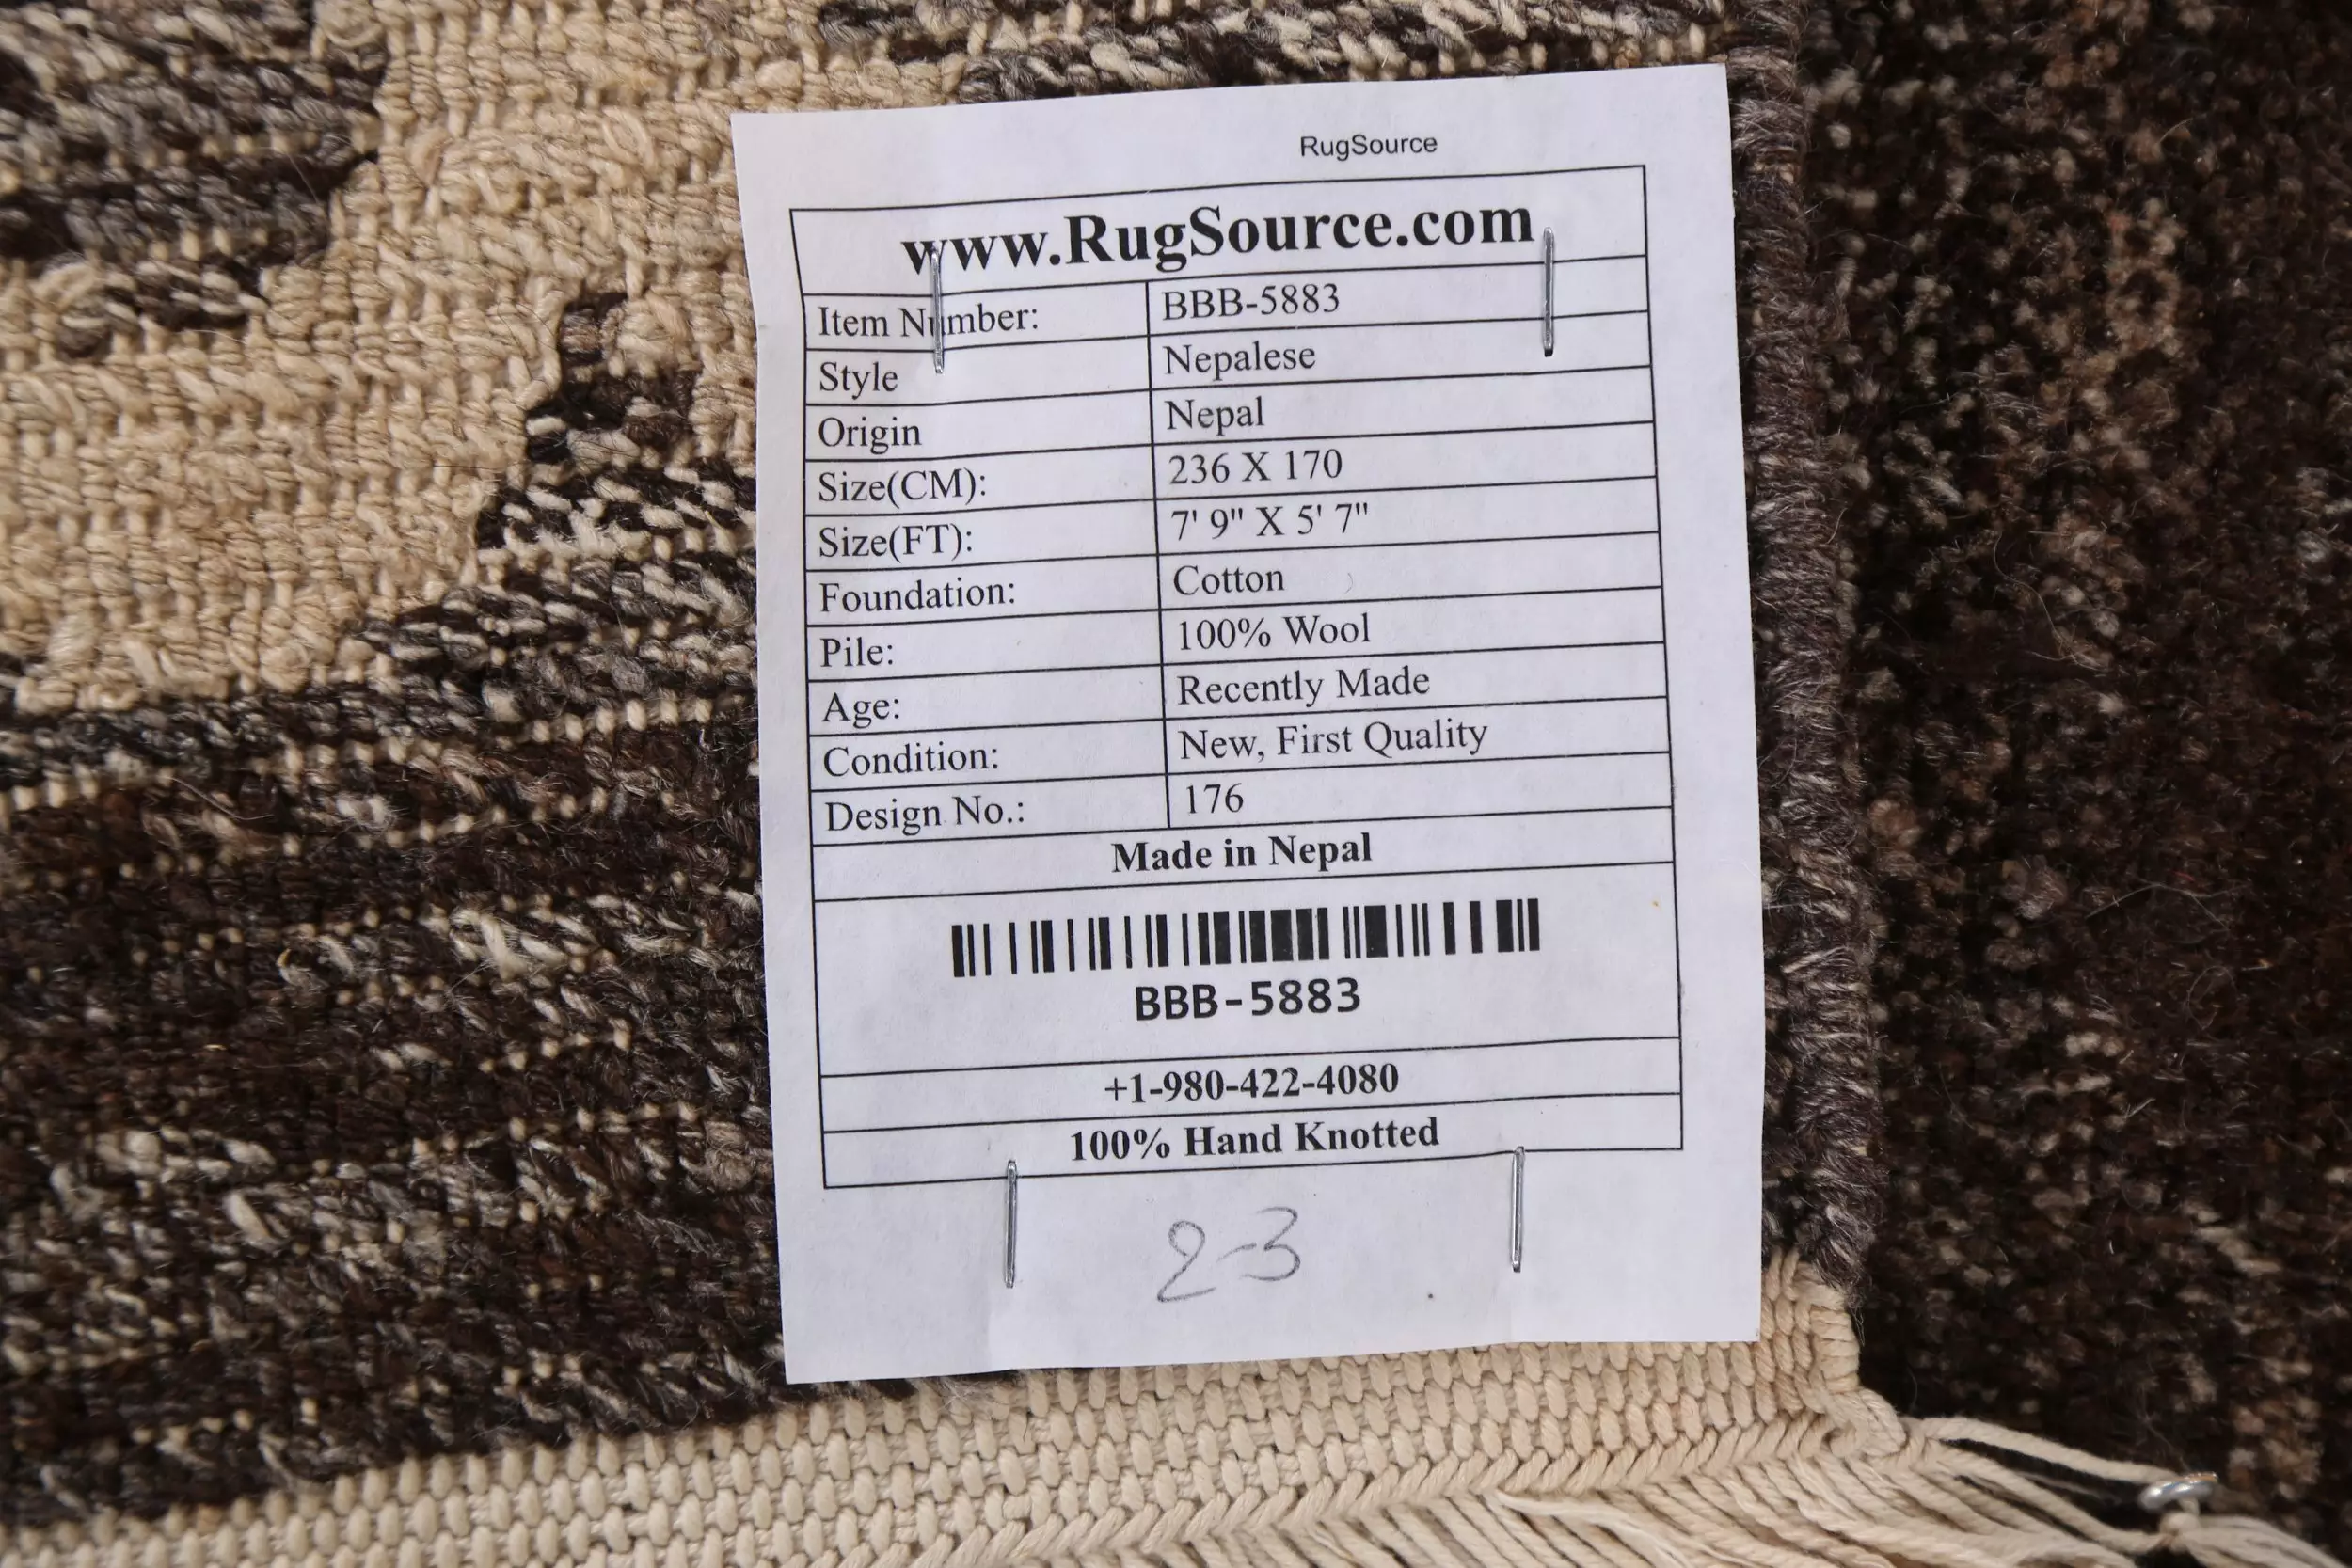 RugSource
www.RugSource.com
Item Number: BBB-5883
Style Nepalese
Origin Nepal
Size(CM): 236 X 170
Size(FT): 7' 9" X 5' 7"
Foundation: Cotton
Pile: 100% Wool
Age: Recently Made
Condition: New, First Quality
Design No.: 176
Made in Nepal
BBB-5883
+1-980-422-4080
100% Hand Knotted
2-3